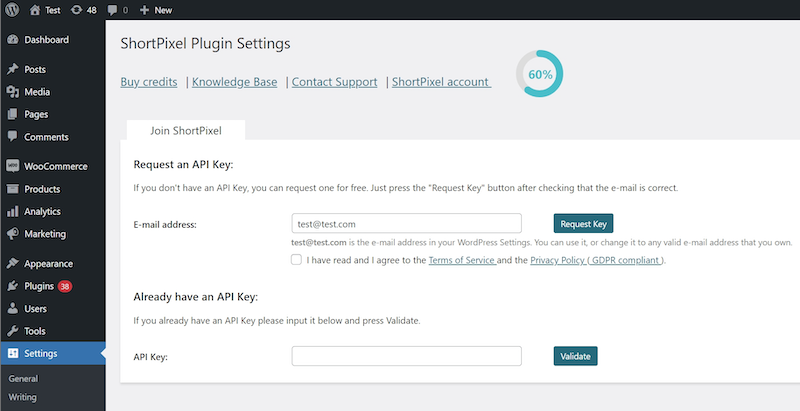 Test 48 0 New
Dashboard
Posts
Media
Pages
Comments
WOO WooCommerce
Products
Analytics
Marketing
Appearance
Plugins 38
Users
Tools
Settings
General
Writing
ShortPixel Plugin Settings
Buy credits | Knowledge Base | Contact Support | ShortPixel account
60%
Join ShortPixel
Request an API Key:
If you don't have an API Key, you can request one for free. Just press the "Request Key" button after checking that the e-mail is correct.
E-mail address: test@test.com Request Key
test@test.com is the e-mail address in your WordPress Settings. You can use it, or change it to any valid e-mail address that you own.
I have read and I agree to the Terms of Service and the Privacy Policy ( GDPR compliant ).
Already have an API Key:
If you already have an API Key please input it below and press Validate.
API Key: Validate